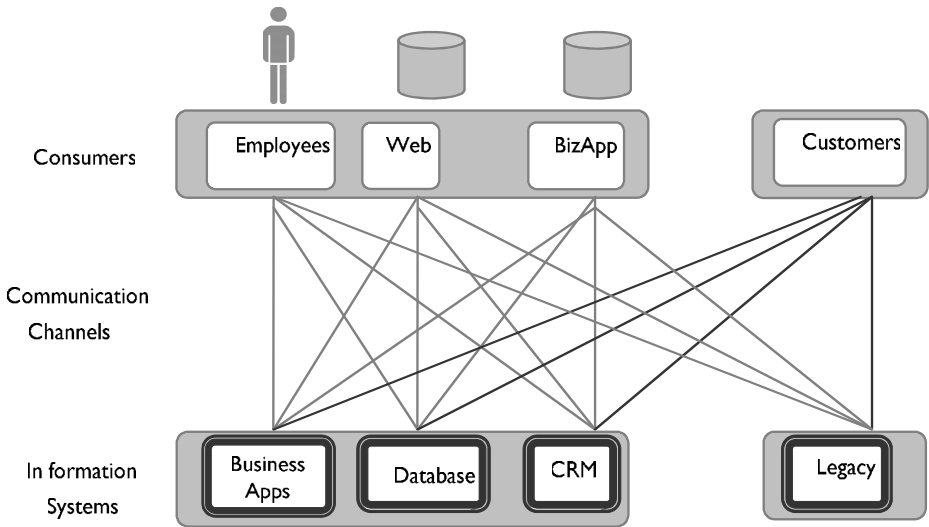 Employees
Web
BizApp
Customers
Consumers
Communication
Channels
In formation
Systems
Business
Apps
Database
CRM
Legacy